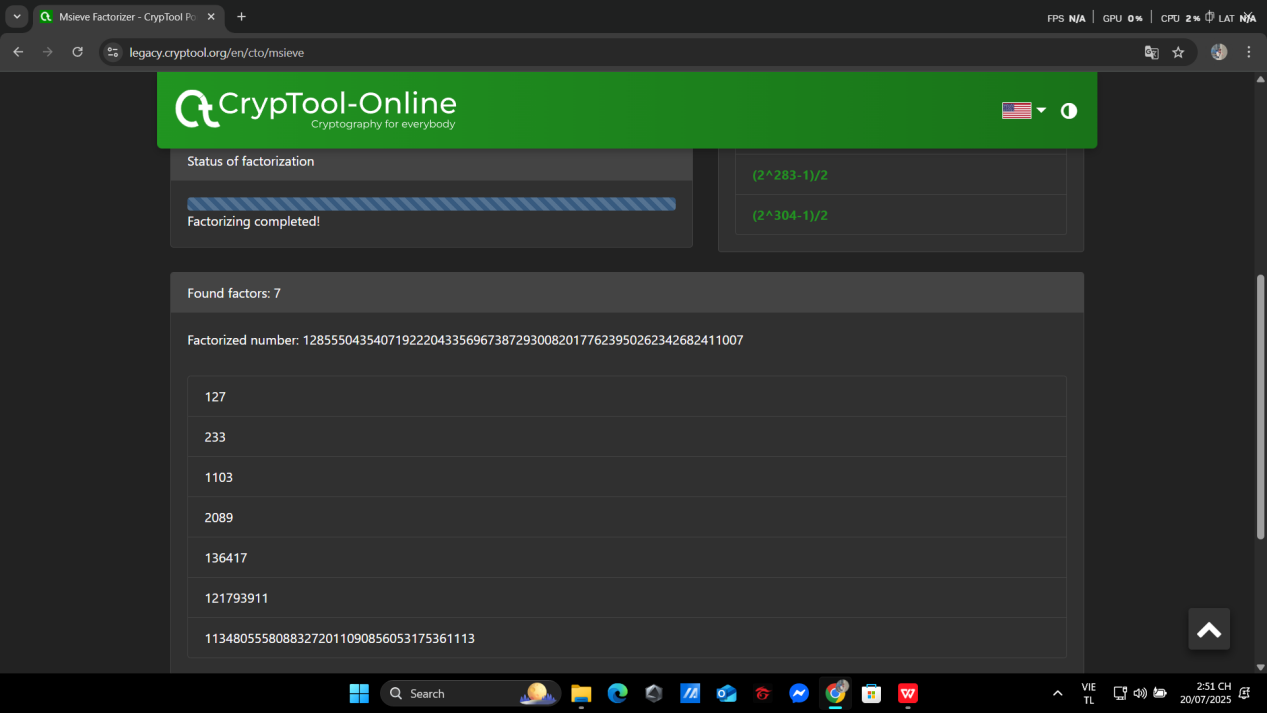 Msieve Factorizer - CrypTool Po
FPS N/A GPU 0% CPU 2% LAT N/A
legacy.cryptool.org/en/cto/msieve
CrypTool-Online
Cryptography for everybody
Status of factorization
Factorizing completed!
(2^283-1)/2
(2^304-1)/2
Found factors: 7
Factorized number: 12855504354071922204335696738729300820177623950262342682411007
127
233
1103
2089
136417
121793911
11348055580883272011090856053175361113
Search
VIE
TL
2:51 CH
20/07/2025